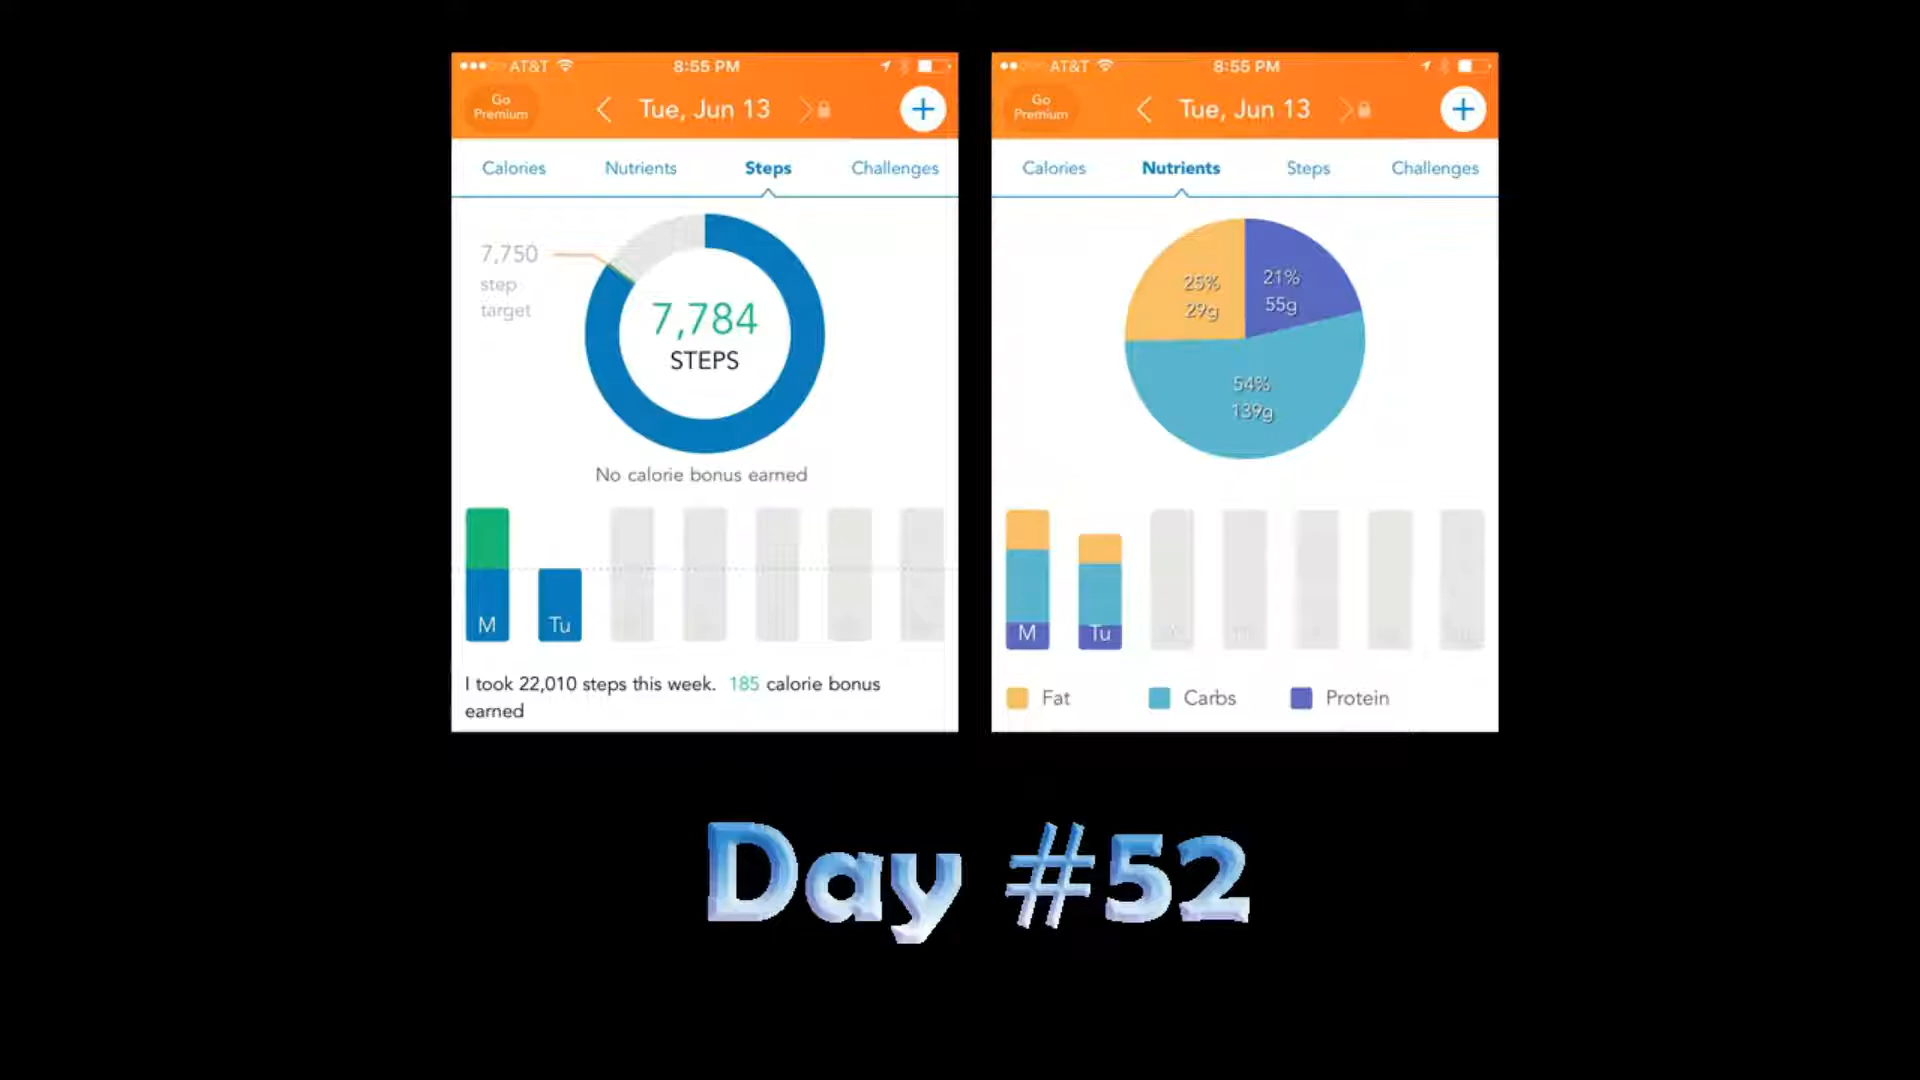 AT&T 8:55 PM
Go Premium
Tue, Jun 13
Calories Nutrients Steps Challenges
7,750
step
target
7,784
STEPS
No calorie bonus earned
M Tu
I took 22,010 steps this week. 185 calorie bonus
earned
AT&T 8:55 PM
Go Premium
Tue, Jun 13
Calories Nutrients Steps Challenges
25% 21%
29g 55g
54%
139g
M Tu
Fat Carbs Protein
Day #52